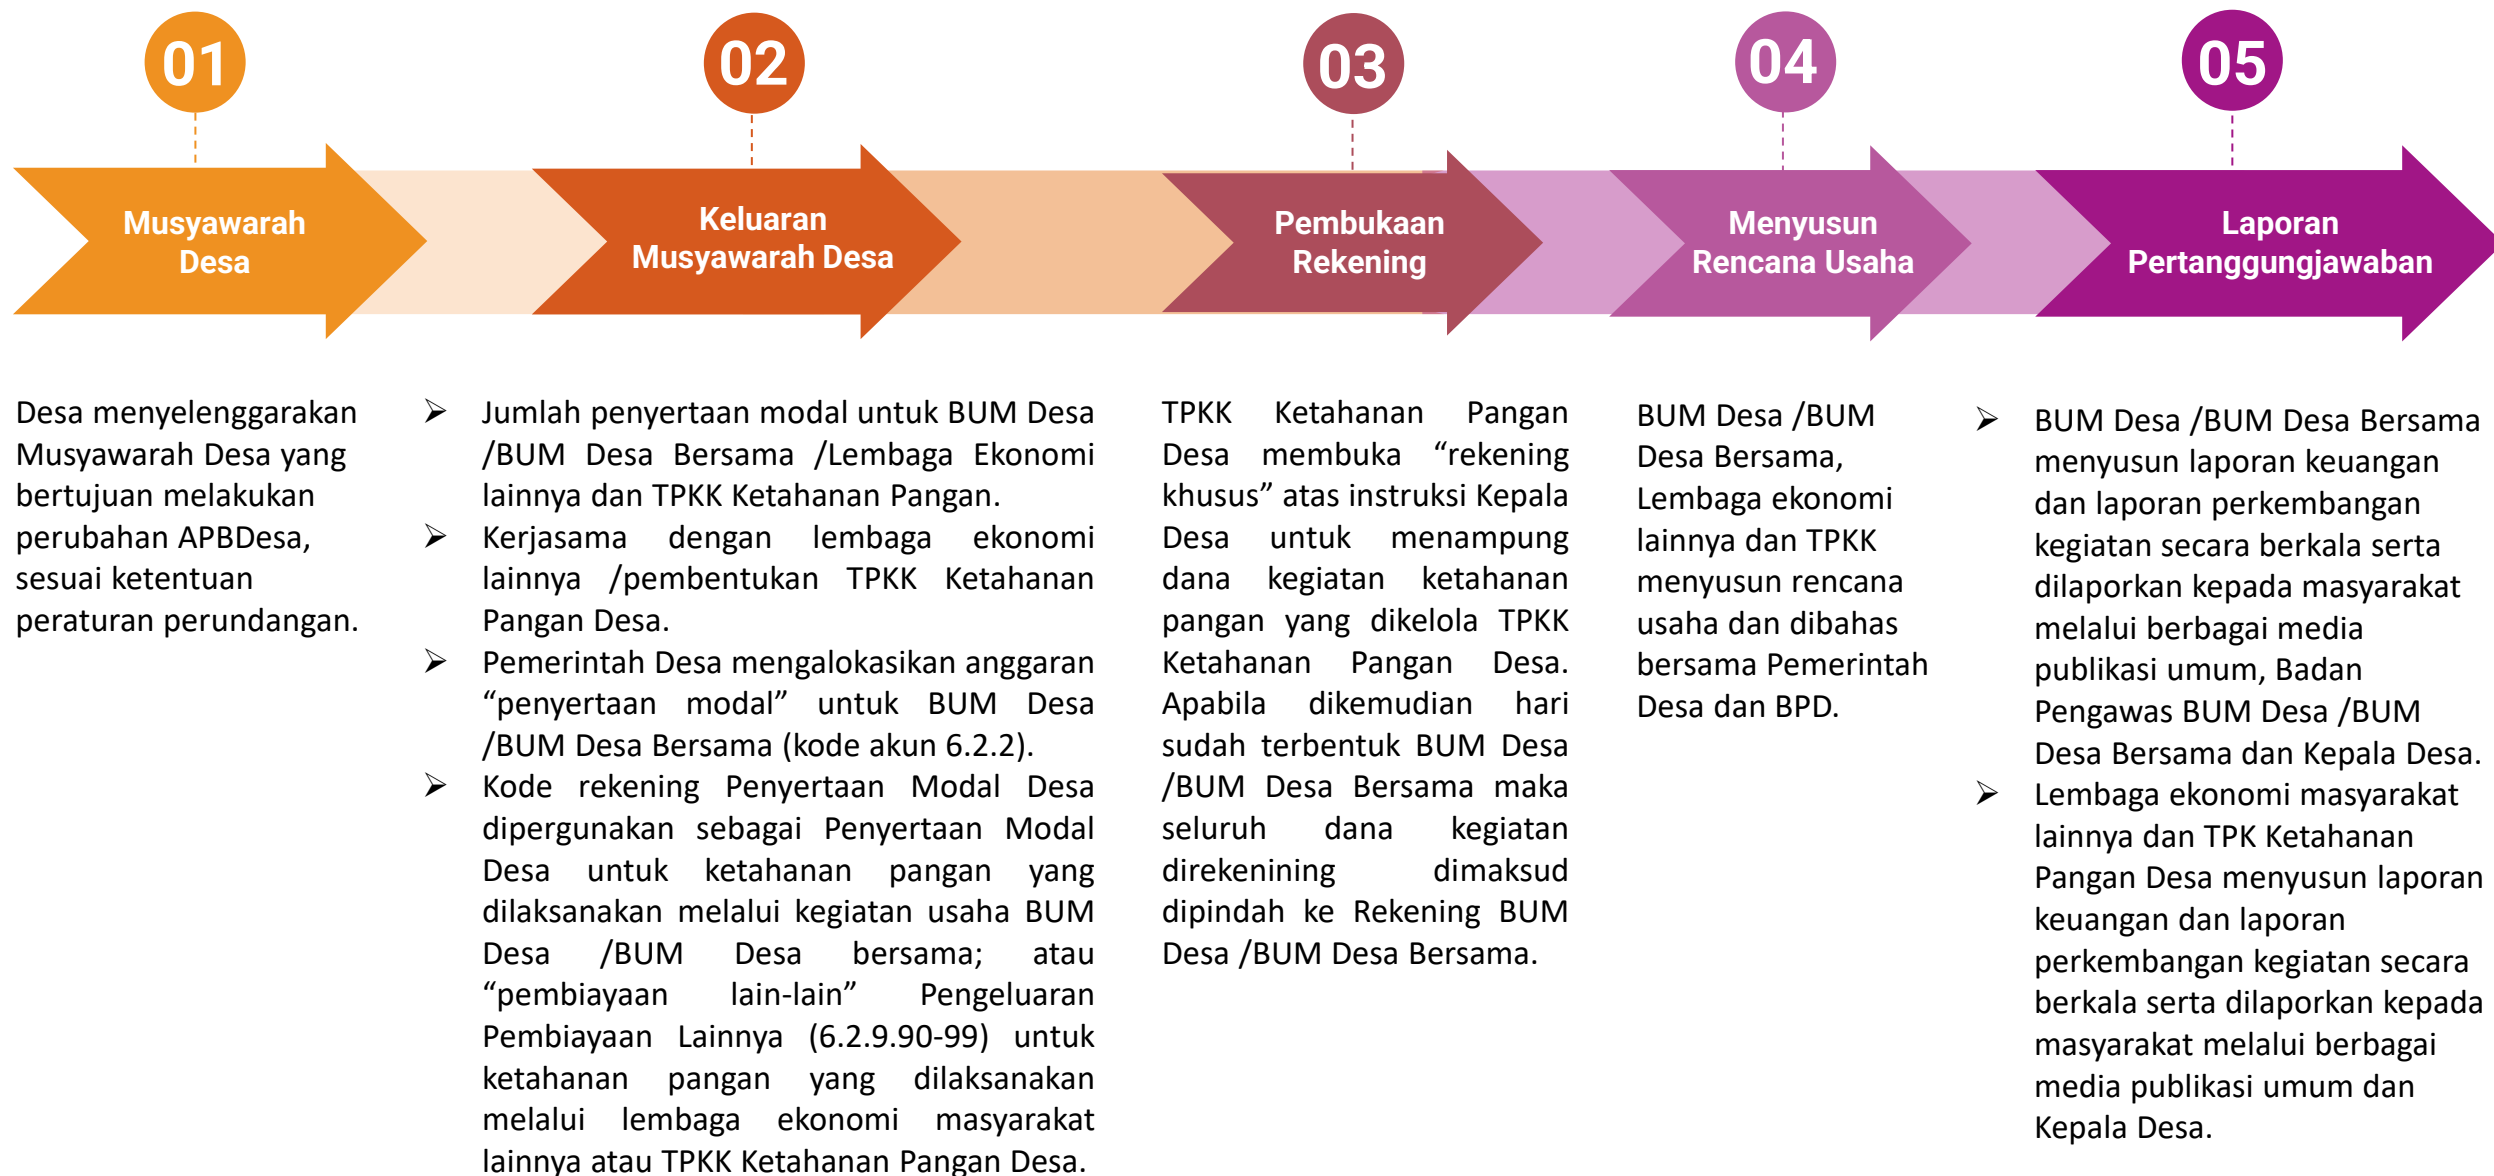 01
Musyawarah
Desa
Desa menyelenggarakan
Musyawarah Desa yang
bertujuan melakukan
perubahan APBDesa,
sesuai ketentuan
peraturan perundangan.
02
Keluaran
Musyawarah Desa
➢ Jumlah penyertaan modal untuk BUM Desa
/BUM Desa Bersama /Lembaga Ekonomi
lainnya dan TPKK Ketahanan Pangan.
➢ Kerjasama dengan lembaga ekonomi
lainnya /pembentukan TPKK Ketahanan
Pangan Desa.
➢ Pemerintah Desa mengalokasikan anggaran
“penyertaan modal” untuk BUM Desa
/BUM Desa Bersama (kode akun 6.2.2).
➢ Kode rekening Penyertaan Modal Desa
dipergunakan sebagai Penyertaan Modal
Desa untuk ketahanan pangan yang
dilaksanakan melalui kegiatan usaha BUM
Desa /BUM Desa bersama; atau
“pembiayaan lain-lain” Pengeluaran
Pembiayaan Lainnya (6.2.9.90-99) untuk
ketahanan pangan yang dilaksanakan
melalui lembaga ekonomi masyarakat
lainnya atau TPKK Ketahanan Pangan Desa.
03
Pembukaan
Rekening
TPKK Ketahanan Pangan
Desa membuka “rekening
khusus” atas instruksi Kepala
Desa untuk menampung
dana kegiatan ketahanan
pangan yang dikelola TPKK
Ketahanan Pangan Desa.
Apabila dikemudian hari
sudah terbentuk BUM Desa
/BUM Desa Bersama maka
seluruh dana kegiatan
direkenining dimaksud
dipindah ke Rekening BUM
Desa /BUM Desa Bersama.
04
Menyusun
Rencana Usaha
BUM Desa /BUM
Desa Bersama,
Lembaga ekonomi
lainnya dan TPKK
menyusun rencana
usaha dan dibahas
bersama Pemerintah
Desa dan BPD.
05
Laporan
Pertanggungjawaban
➢ BUM Desa /BUM Desa Bersama
menyusun laporan keuangan
dan laporan perkembangan
kegiatan secara berkala serta
dilaporkan kepada masyarakat
melalui berbagai media
publikasi umum, Badan
Pengawas BUM Desa /BUM
Desa Bersama dan Kepala Desa.
➢ Lembaga ekonomi masyarakat
lainnya dan TPK Ketahanan
Pangan Desa menyusun laporan
keuangan dan laporan
perkembangan kegiatan secara
berkala serta dilaporkan kepada
masyarakat melalui berbagai
media publikasi umum dan
Kepala Desa.